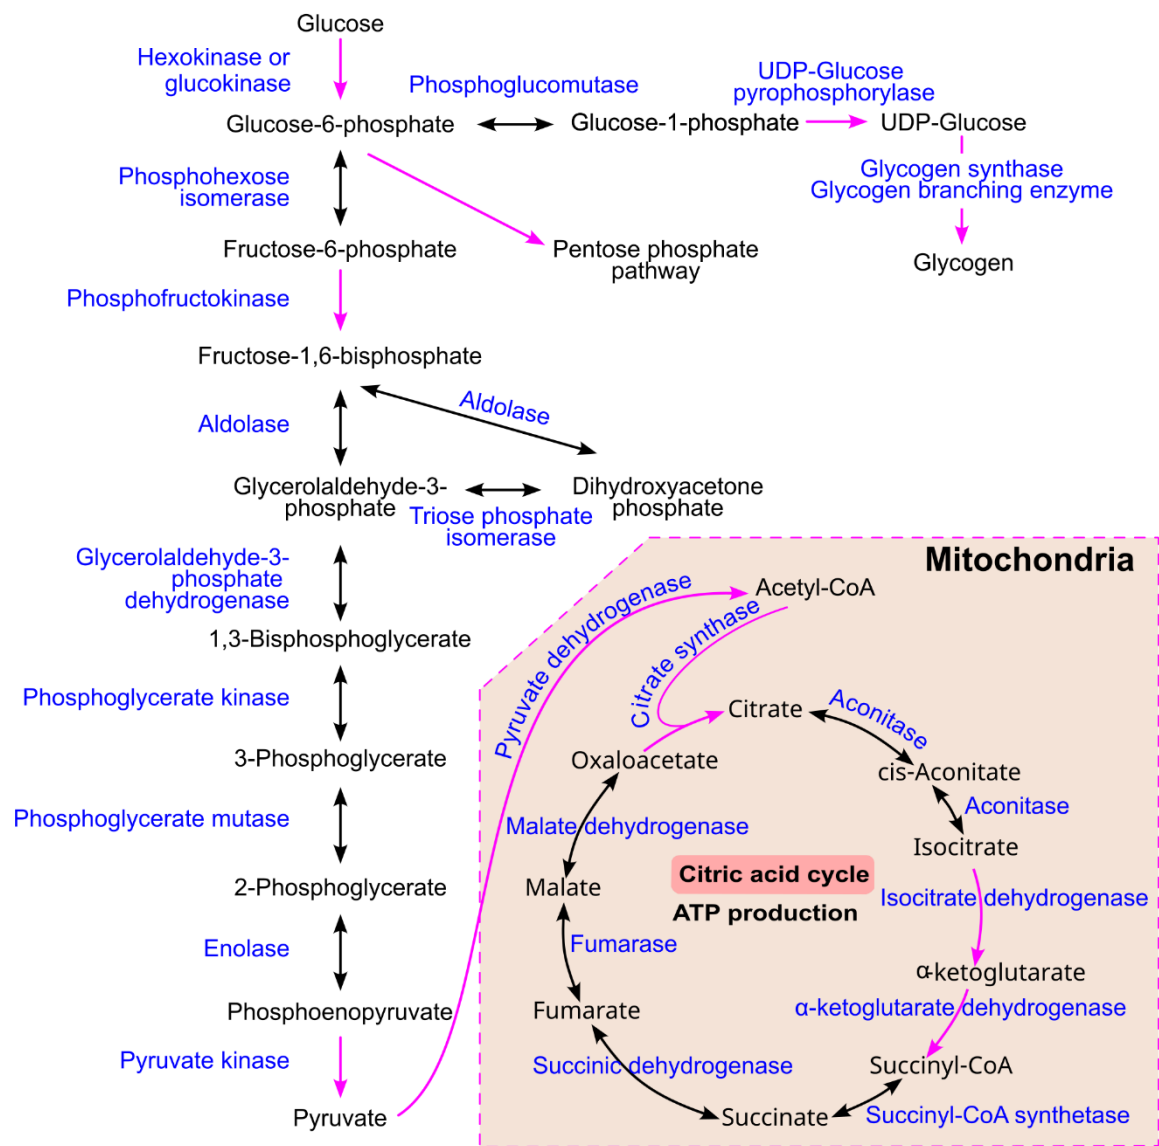 Glucose
Hexokinase or
glucokinase
Phosphoglucomutase
UDP-Glucose
pyrophosphorylase
Glucose-6-phosphate
Glucose-1-phosphate
UDP-Glucose
Phosphohexose
isomerase
Glycogen synthase
Glycogen branching enzyme
Fructose-6-phosphate
Pentose phosphate
pathway
Glycogen
Phosphofructokinase
Fructose-1,6-bisphosphate
Aldolase
Aldolase
Glycerolaldehyde-3-
phosphate
Triose phosphate
isomerase
Dihydroxyacetone
phosphate
Glycerolaldehyde-3-
phosphate
dehydrogenase
1,3-Bisphosphoglycerate
Phosphoglycerate kinase
3-Phosphoglycerate
Phosphoglycerate mutase
2-Phosphoglycerate
Enolase
Phosphoenopyruvate
Pyruvate kinase
Pyruvate
Pyruvate dehydrogenase
Mitochondria
Acetyl-CoA
Citrate synthase
Citrate
Aconitase
Oxaloacetate
cis-Aconitate
Aconitase
Malate dehydrogenase
Isocitrate
Citric acid cycle
ATP production
Malate
Isocitrate dehydrogenase
Fumarase
α-ketoglutarate
Fumarate
α-ketoglutarate dehydrogenase
Succinic dehydrogenase
Succinyl-CoA
Succinate
Succinyl-CoA synthetase